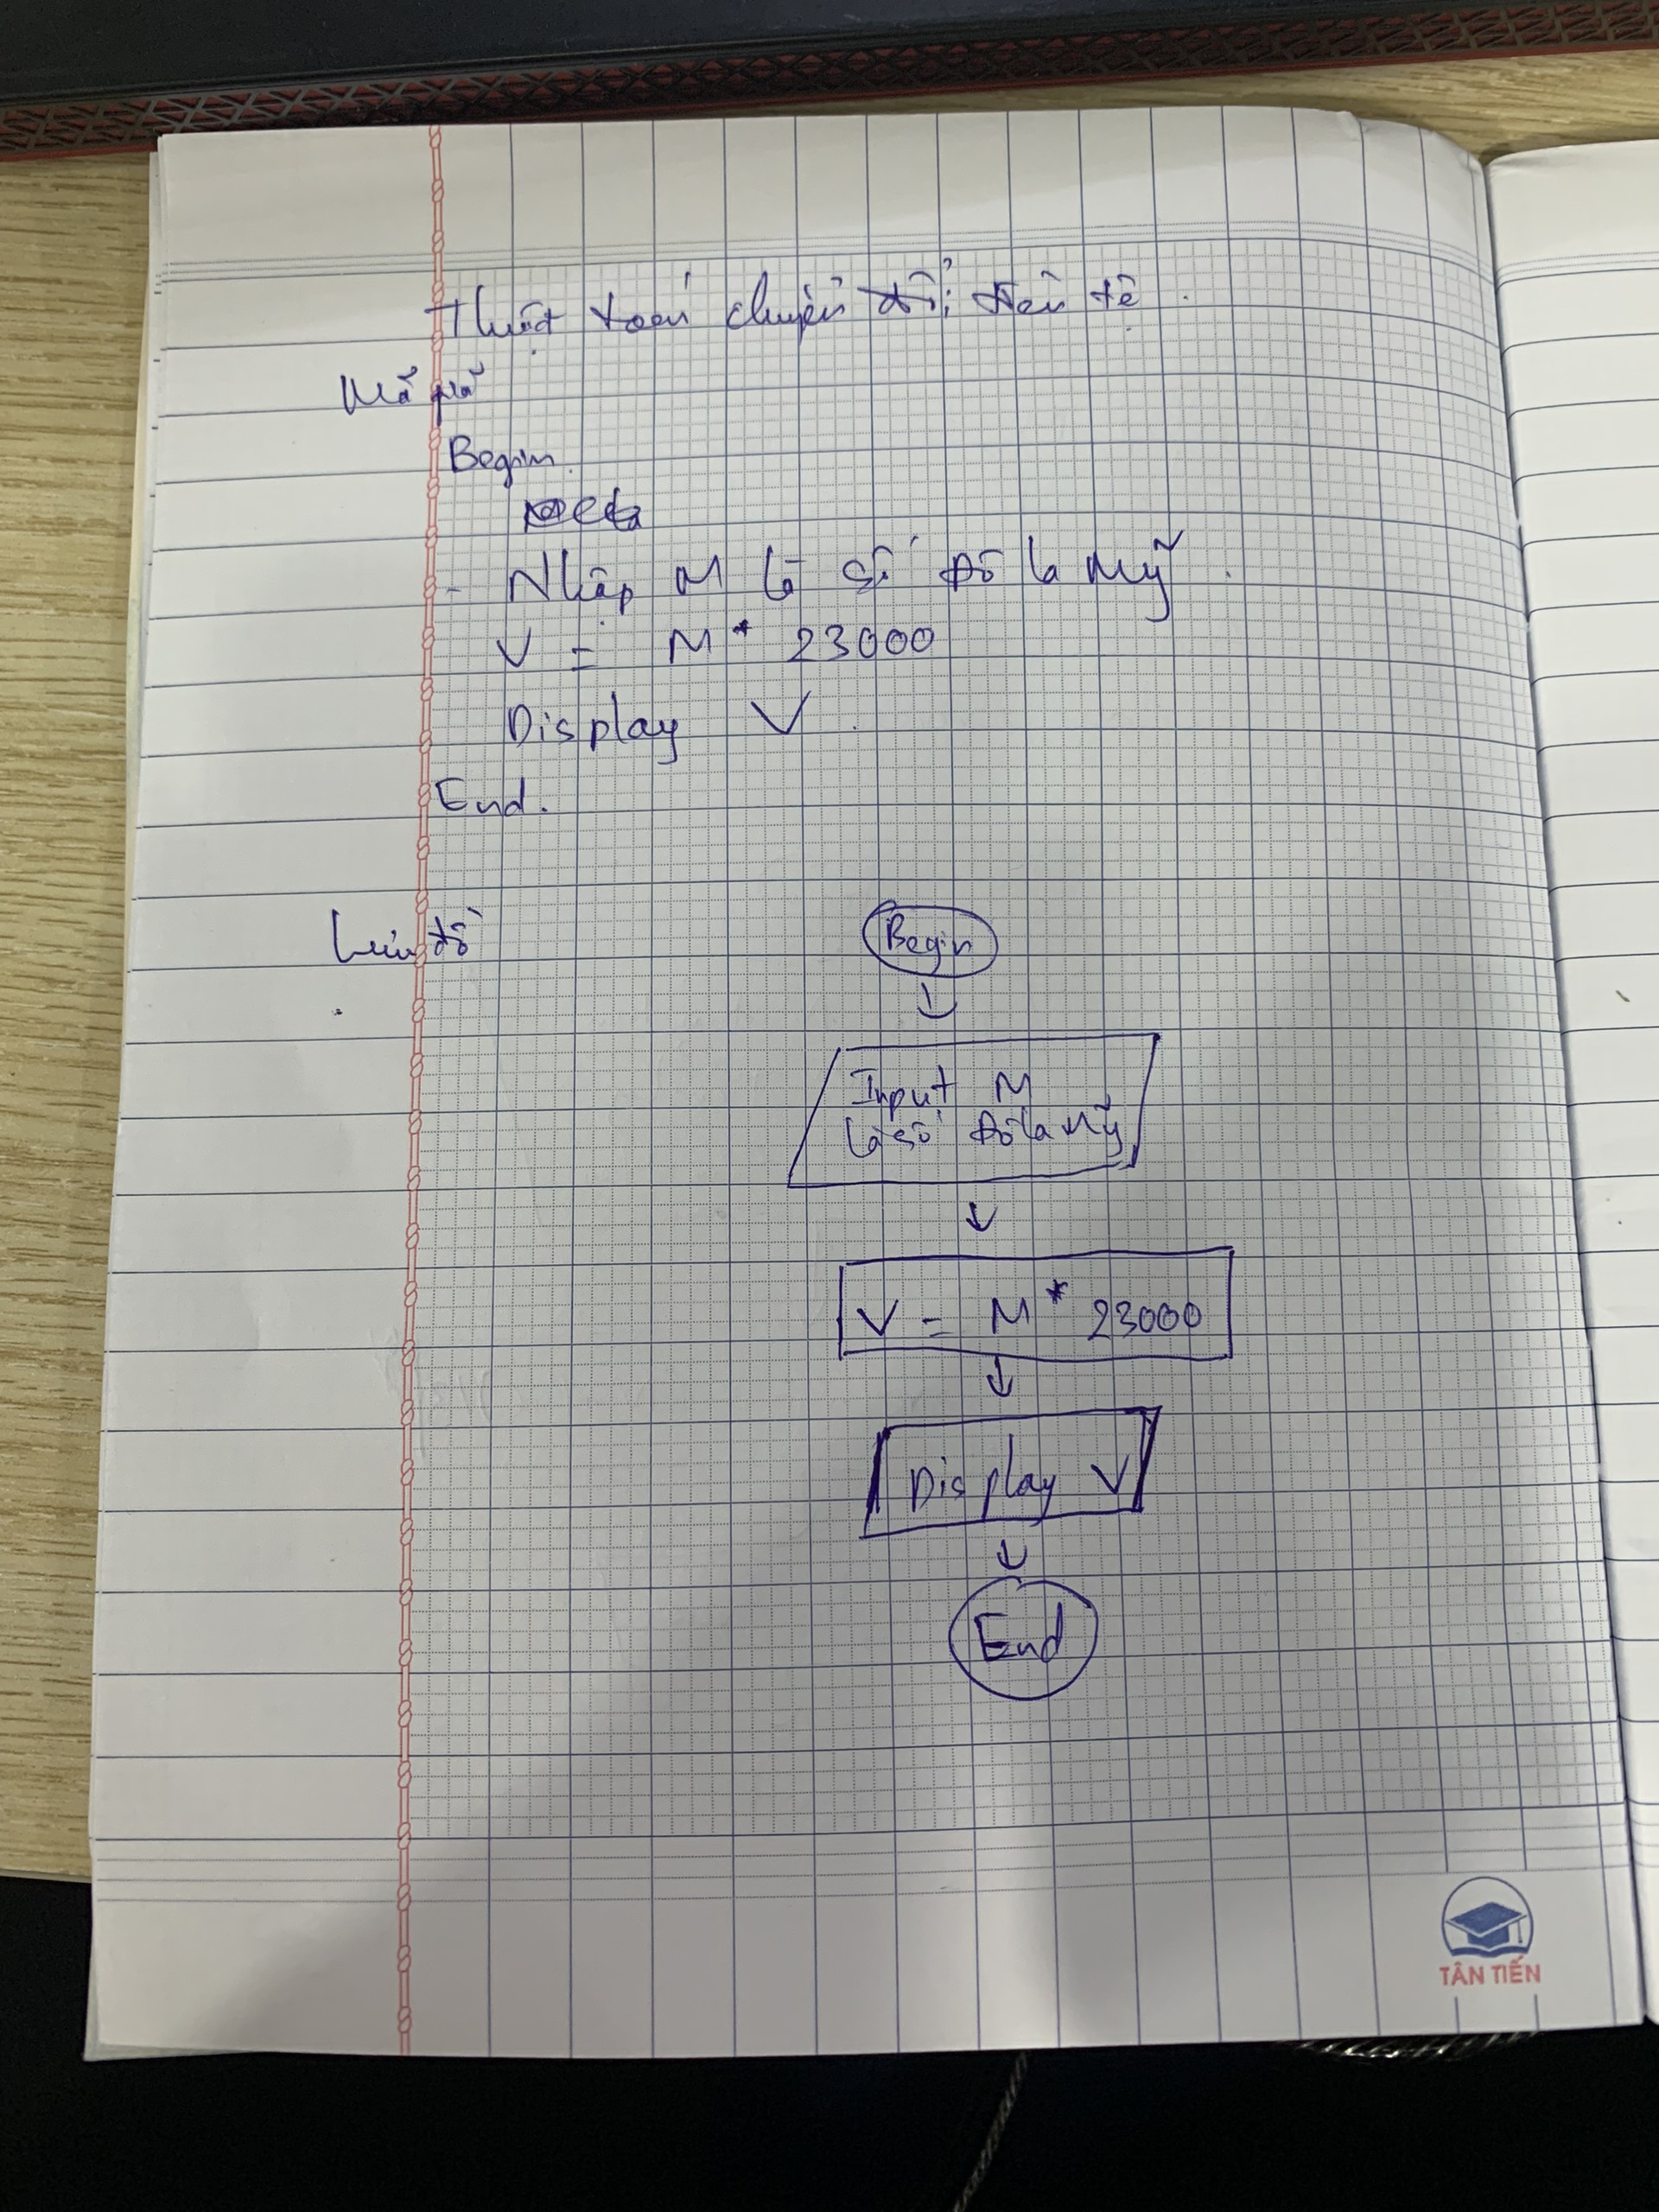 Thuật toán chuyển đổi tiền tệ.
Mã giả
Begin.
- Nhập M là số Đô la Mỹ.
V = M * 23000
Display V.
End.
Lưu đồ
Begin
Input M
là số Đô la Mỹ
V = M * 23000
Display V
End
TÂN TIẾN